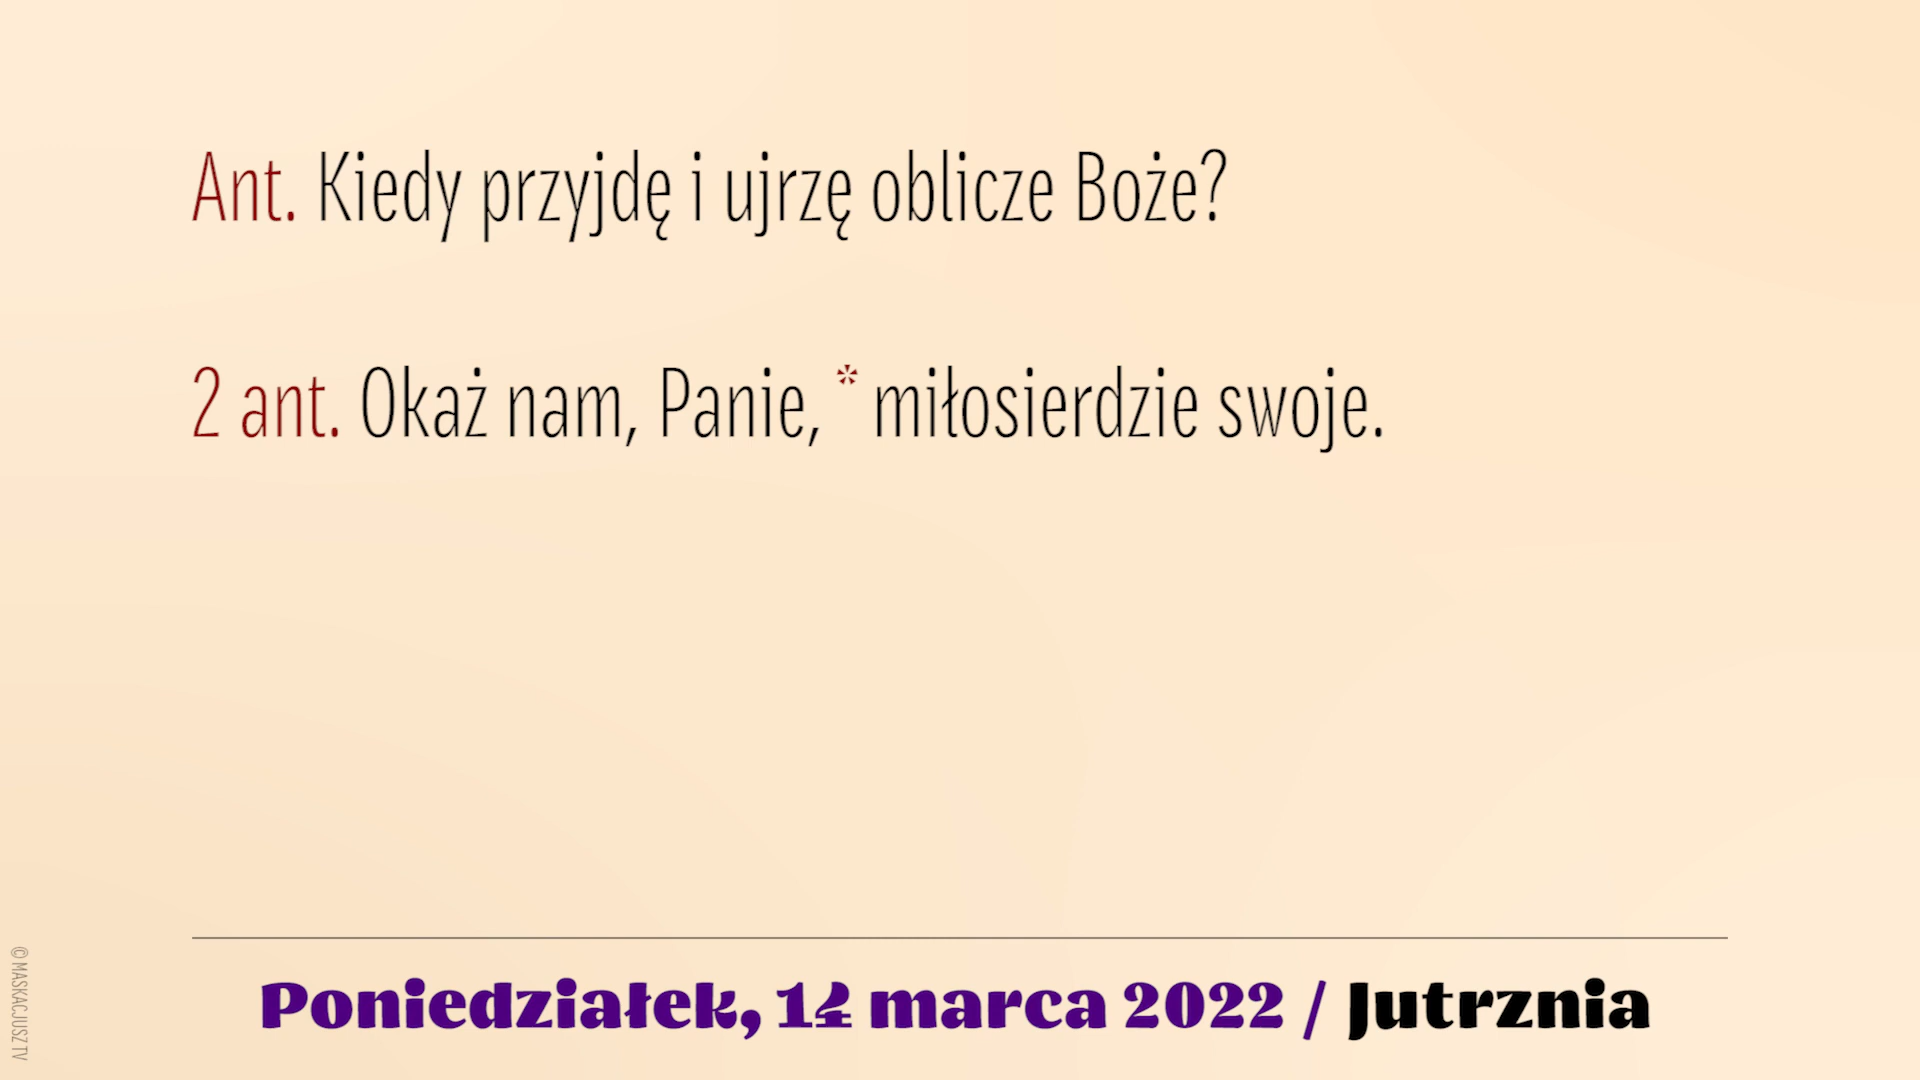 Ant. Kiedy przyjdę i ujrzę oblicze Boże?
2 ant. Okaż nam, Panie, * miłosierdzie swoje.
Poniedziałek, 14 marca 2022 / Jutrznia
© MASKACJUSZ TV